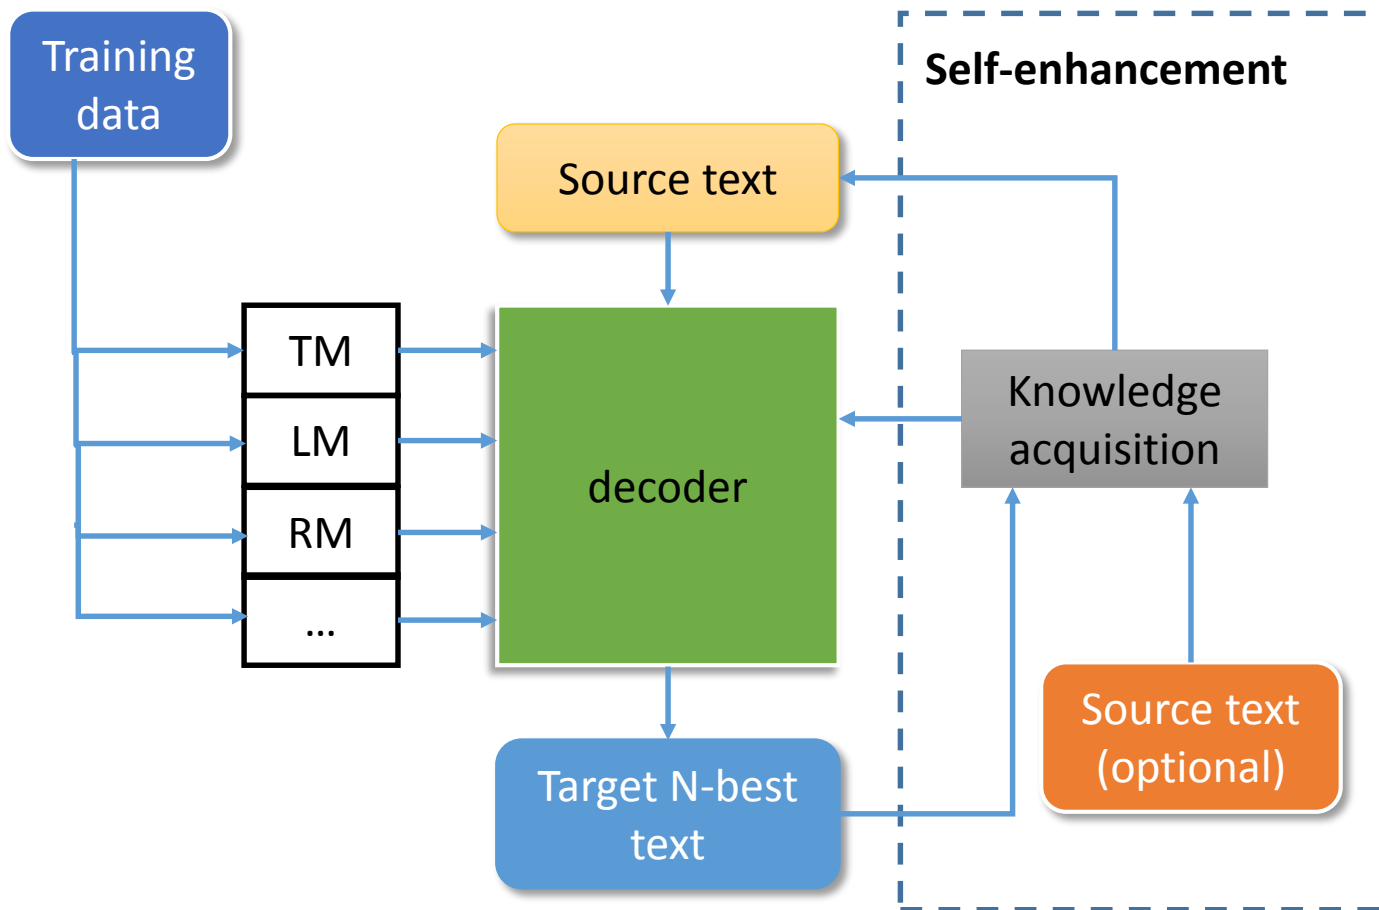 Training
data
Self-enhancement
Source text
TM
LM
RM
...
decoder
Knowledge
acquisition
Source text
(optional)
Target N-best
text